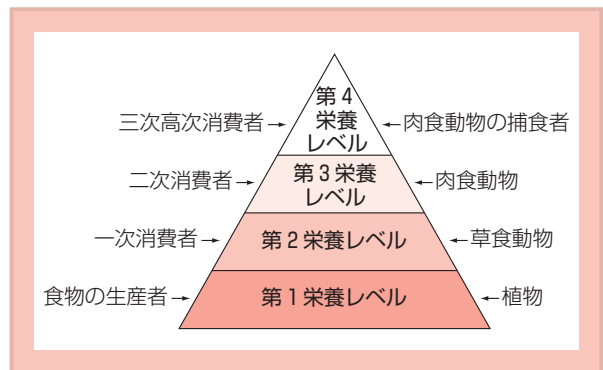 第４
栄養
レベル
三次高次消費者
肉食動物の捕食者
第３栄養
レベル
二次消費者
肉食動物
一次消費者
第２栄養レベル
草食動物
食物の生産者
第１栄養レベル
植物